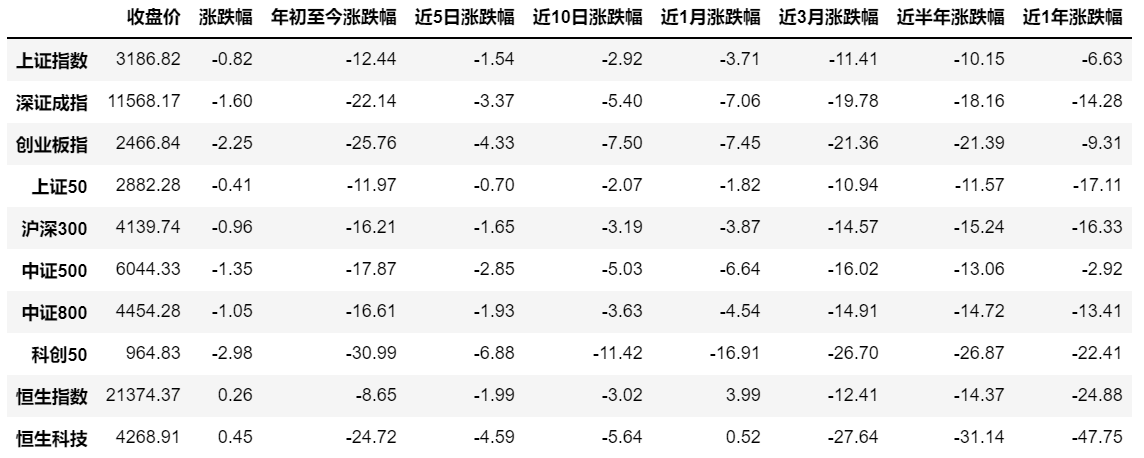 收盘价 涨跌幅 年初至今涨跌幅 近5日涨跌幅 近10日涨跌幅 近1月涨跌幅 近3月涨跌幅 近半年涨跌幅 近1年涨跌幅
上证指数 3186.82 -0.82 -12.44 -1.54 -2.92 -3.71 -11.41 -10.15 -6.63
深证成指 11568.17 -1.60 -22.14 -3.37 -5.40 -7.06 -19.78 -18.16 -14.28
创业板指 2466.84 -2.25 -25.76 -4.33 -7.50 -7.45 -21.36 -21.39 -9.31
上证50 2882.28 -0.41 -11.97 -0.70 -2.07 -1.82 -10.94 -11.57 -17.11
沪深300 4139.74 -0.96 -16.21 -1.65 -3.19 -3.87 -14.57 -15.24 -16.33
中证500 6044.33 -1.35 -17.87 -2.85 -5.03 -6.64 -16.02 -13.06 -2.92
中证800 4454.28 -1.05 -16.61 -1.93 -3.63 -4.54 -14.91 -14.72 -13.41
科创50 964.83 -2.98 -30.99 -6.88 -11.42 -16.91 -26.70 -26.87 -22.41
恒生指数 21374.37 0.26 -8.65 -1.99 -3.02 3.99 -12.41 -14.37 -24.88
恒生科技 4268.91 0.45 -24.72 -4.59 -5.64 0.52 -27.64 -31.14 -47.75